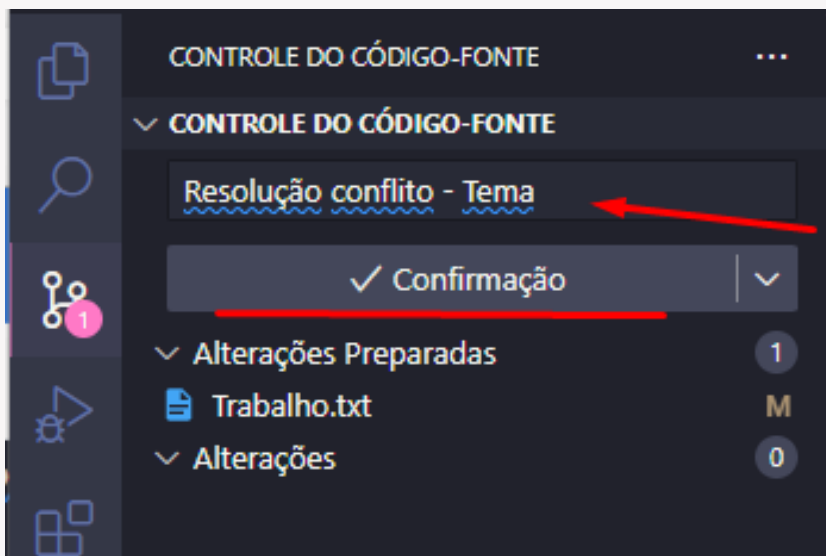 CONTROLE DO CÓDIGO-FONTE
CONTROLE DO CÓDIGO-FONTE
Resolução conflito - Tema
Confirmação
1
Alterações Preparadas 1
Trabalho.txt M
Alterações 0